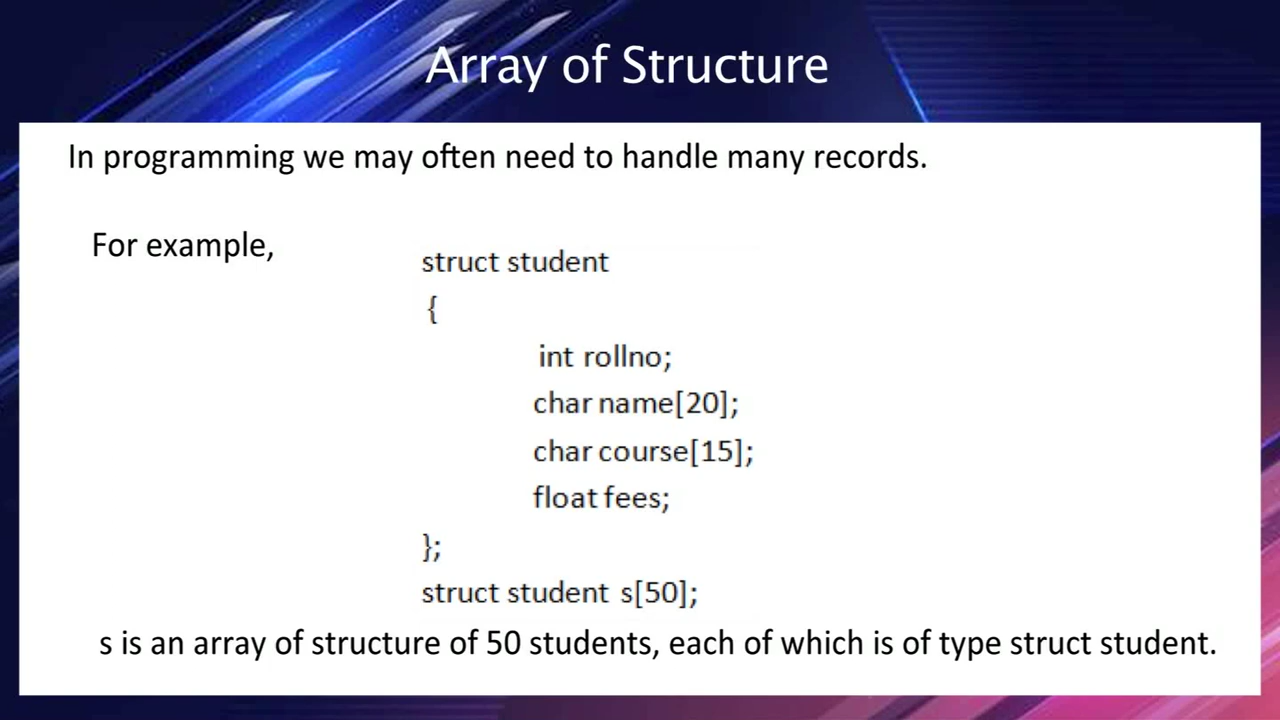 Array of Structure
In programming we may often need to handle many records.
For example,
struct student
{
int rollno;
char name[20];
char course[15];
float fees;
};
struct student s[50];
s is an array of structure of 50 students, each of which is of type struct student.